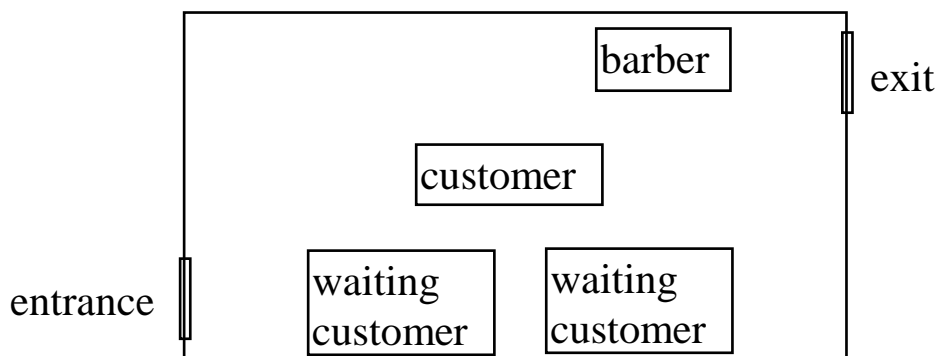 barber
exit
customer
waiting
customer
waiting
customer
entrance